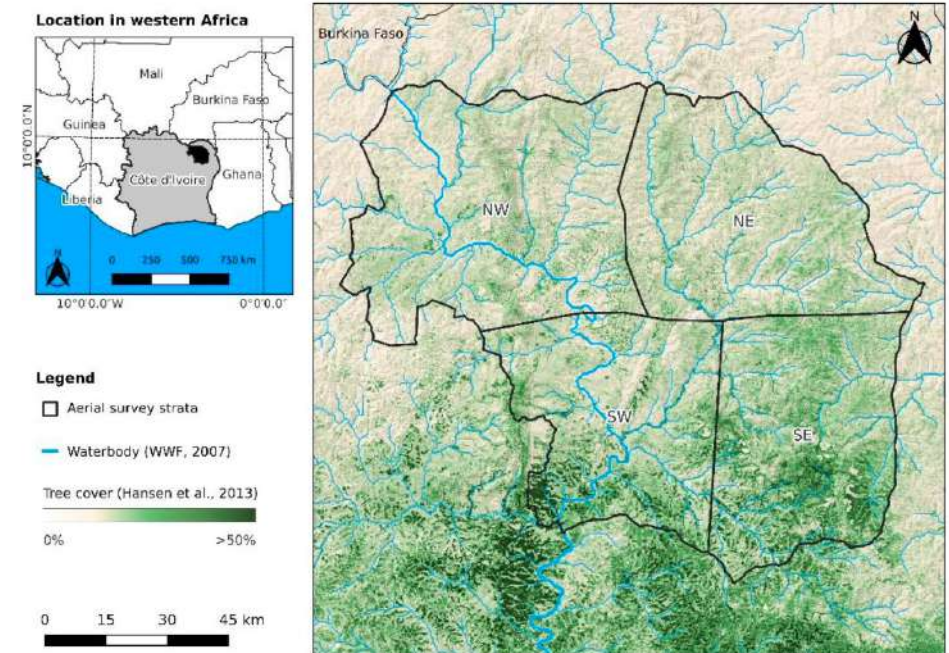 Location in western Africa
Mali
Burkina Faso
Guinea
10°0'0.0"N
Côte d'Ivoire
Ghana
Liberia
N
0 250 500 750 km
10°0'0.0"W
0°0'0.0"
Legend
Aerial survey strata
Waterbody (WWF, 2007)
Tree cover (Hansen et al., 2013)
0% >50%
0 15 30 45 km
Burkina Faso
N
NW
NE
SW
SE